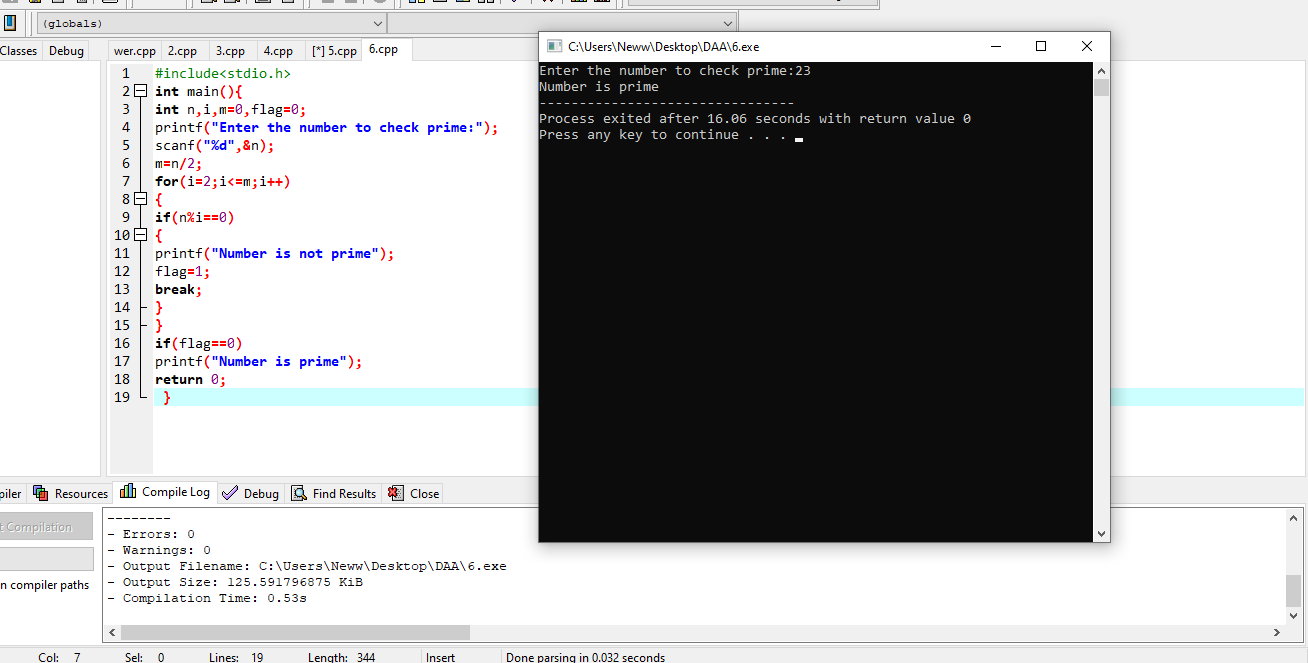 (globals)
Classes Debug
wer.cpp 2.cpp 3.cpp 4.cpp [*] 5.cpp 6.cpp
1 #include<stdio.h>
2 int main(){
3 int n,i,m=0,flag=0;
4 printf("Enter the number to check prime:");
5 scanf("%d",&n);
6 m=n/2;
7 for(i=2;i<=m;i++)
8 {
9 if(n%i==0)
10 {
11 printf("Number is not prime");
12 flag=1;
13 break;
14 }
15 }
16 if(flag==0)
17 printf("Number is prime");
18 return 0;
19 }
C:\Users\Neww\Desktop\DAA\6.exe
Enter the number to check prime:23
Number is prime
--------------------------------
Process exited after 16.06 seconds with return value 0
Press any key to continue . . .
piler Resources Compile Log Debug Find Results Close
t Compilation
n compiler paths
--------
- Errors: 0
- Warnings: 0
- Output Filename: C:\Users\Neww\Desktop\DAA\6.exe
- Output Size: 125.591796875 KiB
- Compilation Time: 0.53s
Col: 7 Sel: 0 Lines: 19 Length: 344 Insert Done parsing in 0.032 seconds